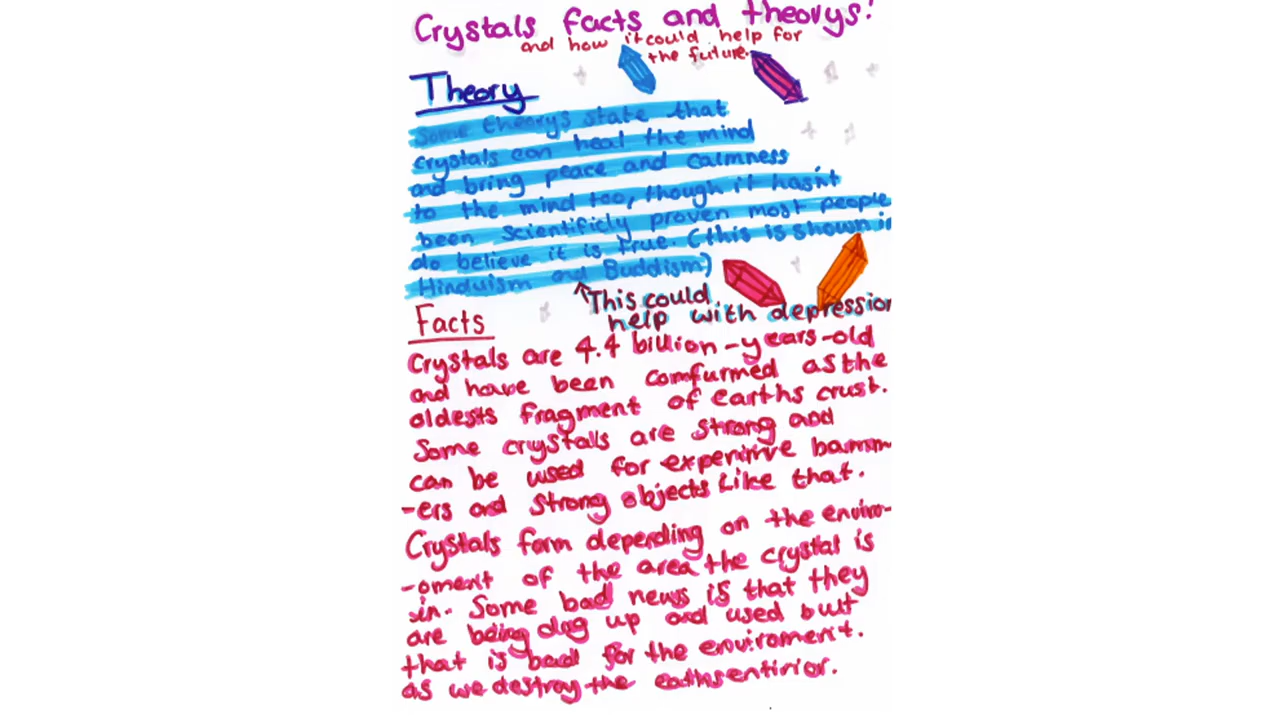 Crystals facts and theorys!
and how it could help for
the future.
Theory
Some theorys state that
crystals can heal the mind
and bring peace and calmness
to the mind too, though it hasn't
been scientificly proven most people
do believe it is true. (this is shown in
Hinduism and Buddism)
This could
help with depression
Facts
Crystals are 4.4 billion-years-old
and have been comfurmed as the
oldests fragment of earths crust.
Some crystals are strong and
can be used for expenirve hamm
-ers and strong objects like that.
Crystals form depending on the enviro-
-oment of the area the crystal is
in. Some bad news is that they
are being dug up and used but
that is bad for the enviroment.
as we destroy the eathsentirior.